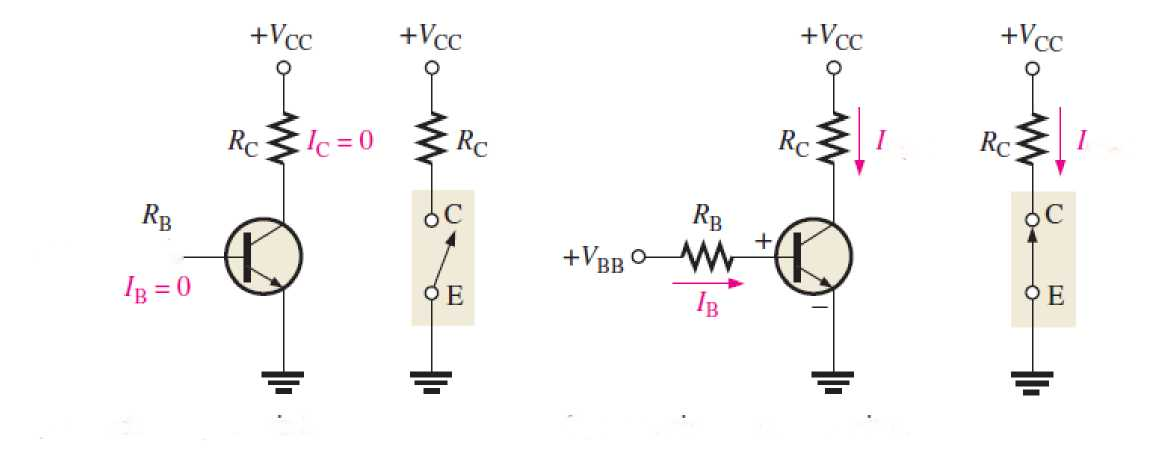 +VCC +VCC +VCC +VCC
RC IC = 0 RC RC I RC I
RB C RB + C
+VBB
IB = 0 E IB − E